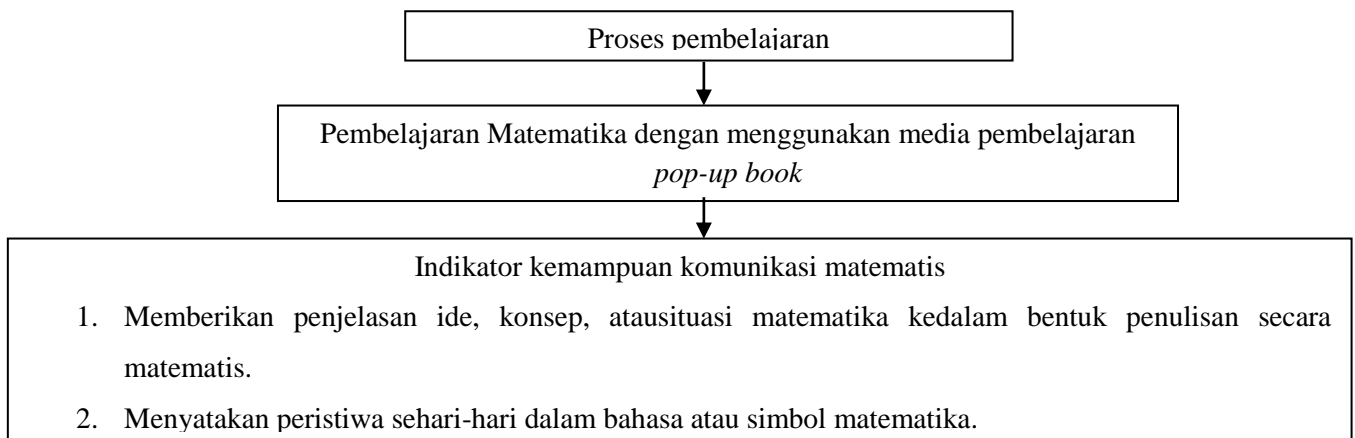 Proses pembelajaran
Pembelajaran Matematika dengan menggunakan media pembelajaran
pop-up book
Indikator kemampuan komunikasi matematis
1. Memberikan penjelasan ide, konsep, atausituasi matematika kedalam bentuk penulisan secara
matematis.
2. Menyatakan peristiwa sehari-hari dalam bahasa atau simbol matematika.